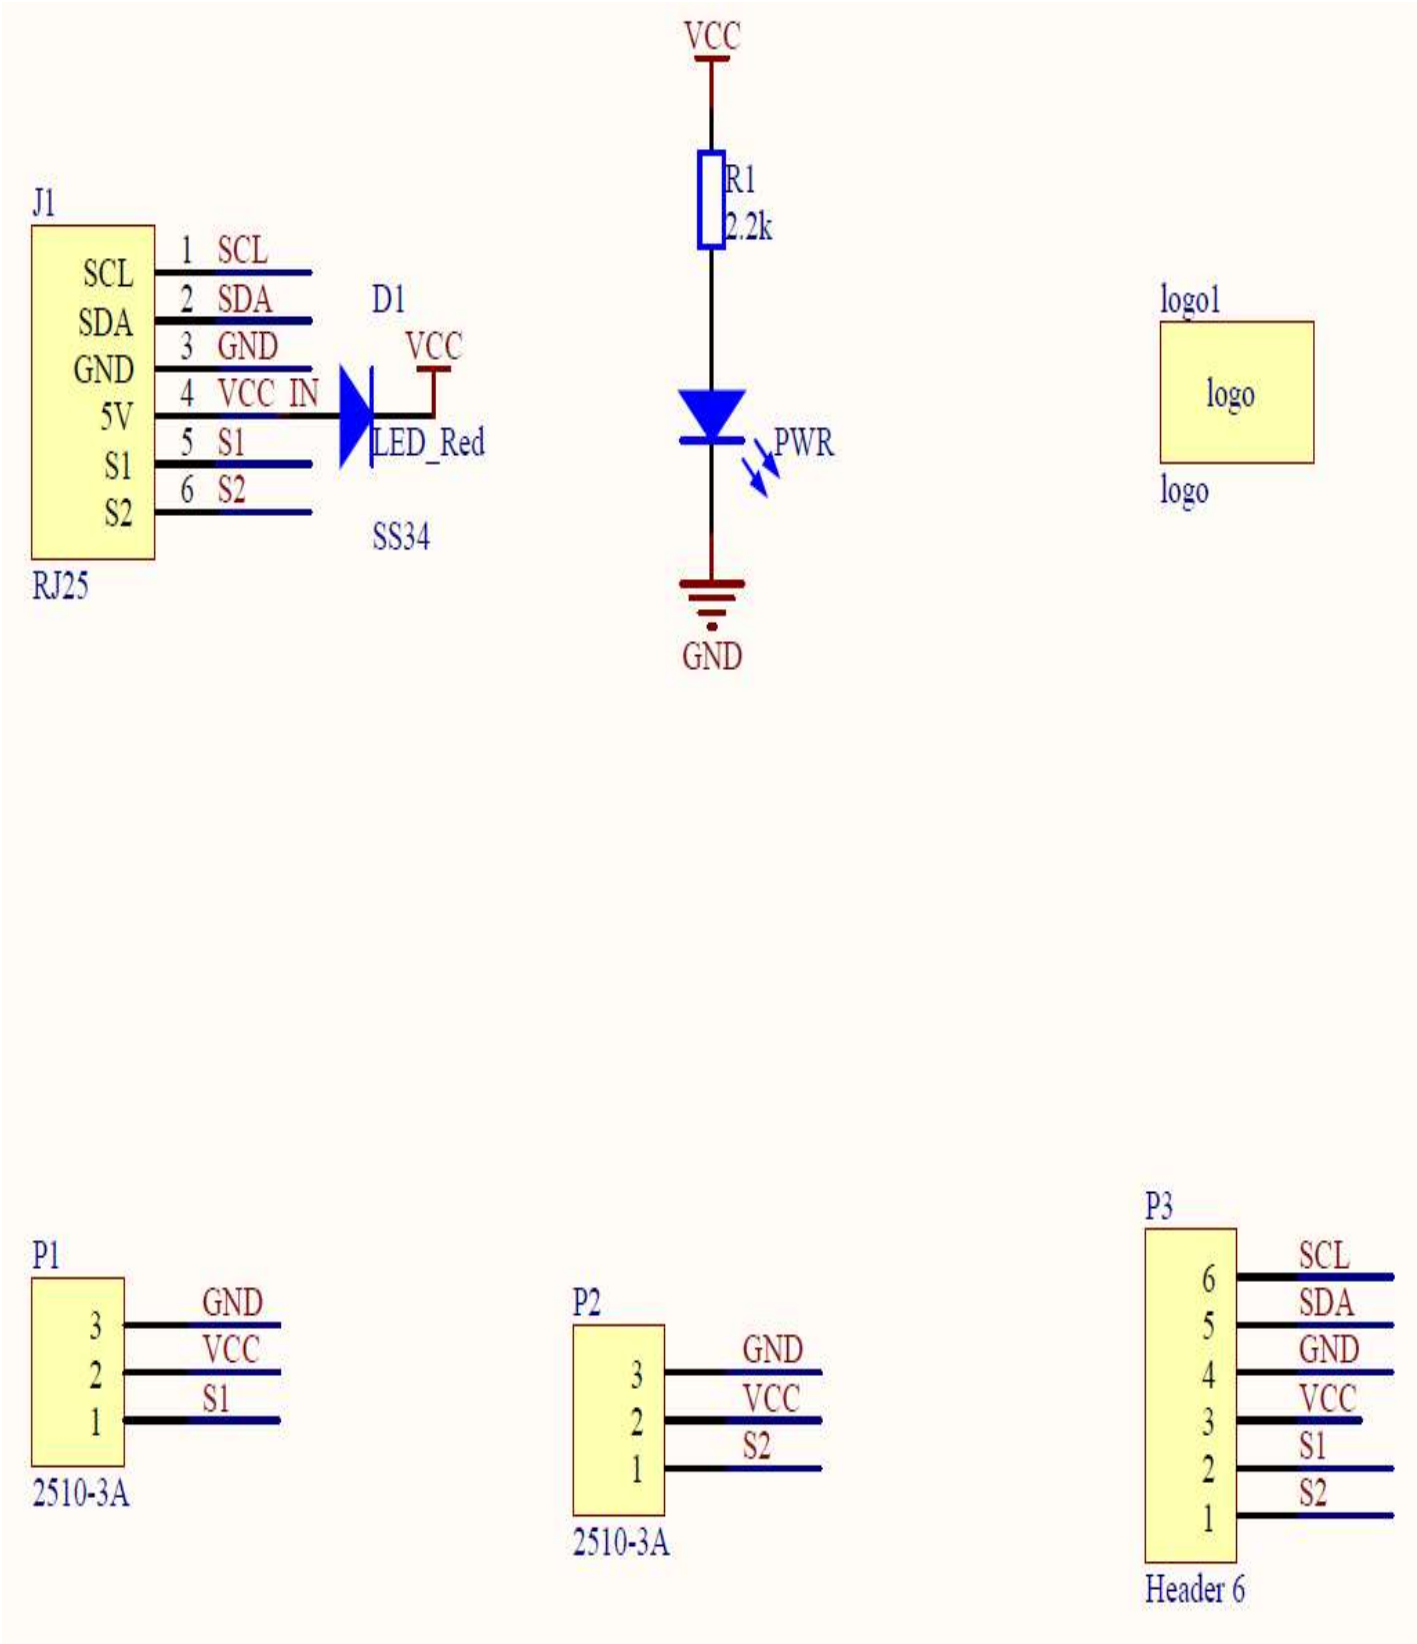 VCC
R1
2.2k
PWR
GND
J1
SCL 1 SCL
SDA 2 SDA
GND 3 GND
5V 4 VCC IN
S1 5 S1
S2 6 S2
RJ25
D1
VCC
LED_Red
SS34
logo1
logo
logo
P1
3 GND
2 VCC
1 S1
2510-3A
P2
3 GND
2 VCC
1 S2
2510-3A
P3
6 SCL
5 SDA
4 GND
3 VCC
2 S1
1 S2
Header 6